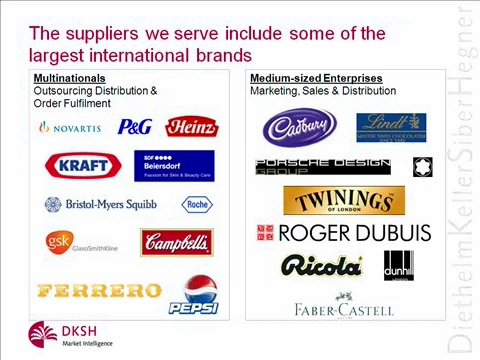 The suppliers we serve include some of the
largest international brands
Multinationals
Outsourcing Distribution &
Order Fulfilment
NOVARTIS
P&G
Heinz
KRAFT
BDF
Beiersdorf
Passion for Skin & Beauty Care
Bristol-Myers Squibb
Roche
gsk
GlaxoSmithKline
Campbell's
FERRERO
PEPSI
Medium-sized Enterprises
Marketing, Sales & Distribution
Cadbury
Lindt
MASTER SWISS CHOCOLATIER
SINCE 1845
PORSCHE DESIGN
GROUP
TWININGS
OF LONDON
ROGER DUBUIS
Ricola
dunhill
FABER-CASTELL
DKSH
Market Intelligence
DiethelmKellerSiberHegner